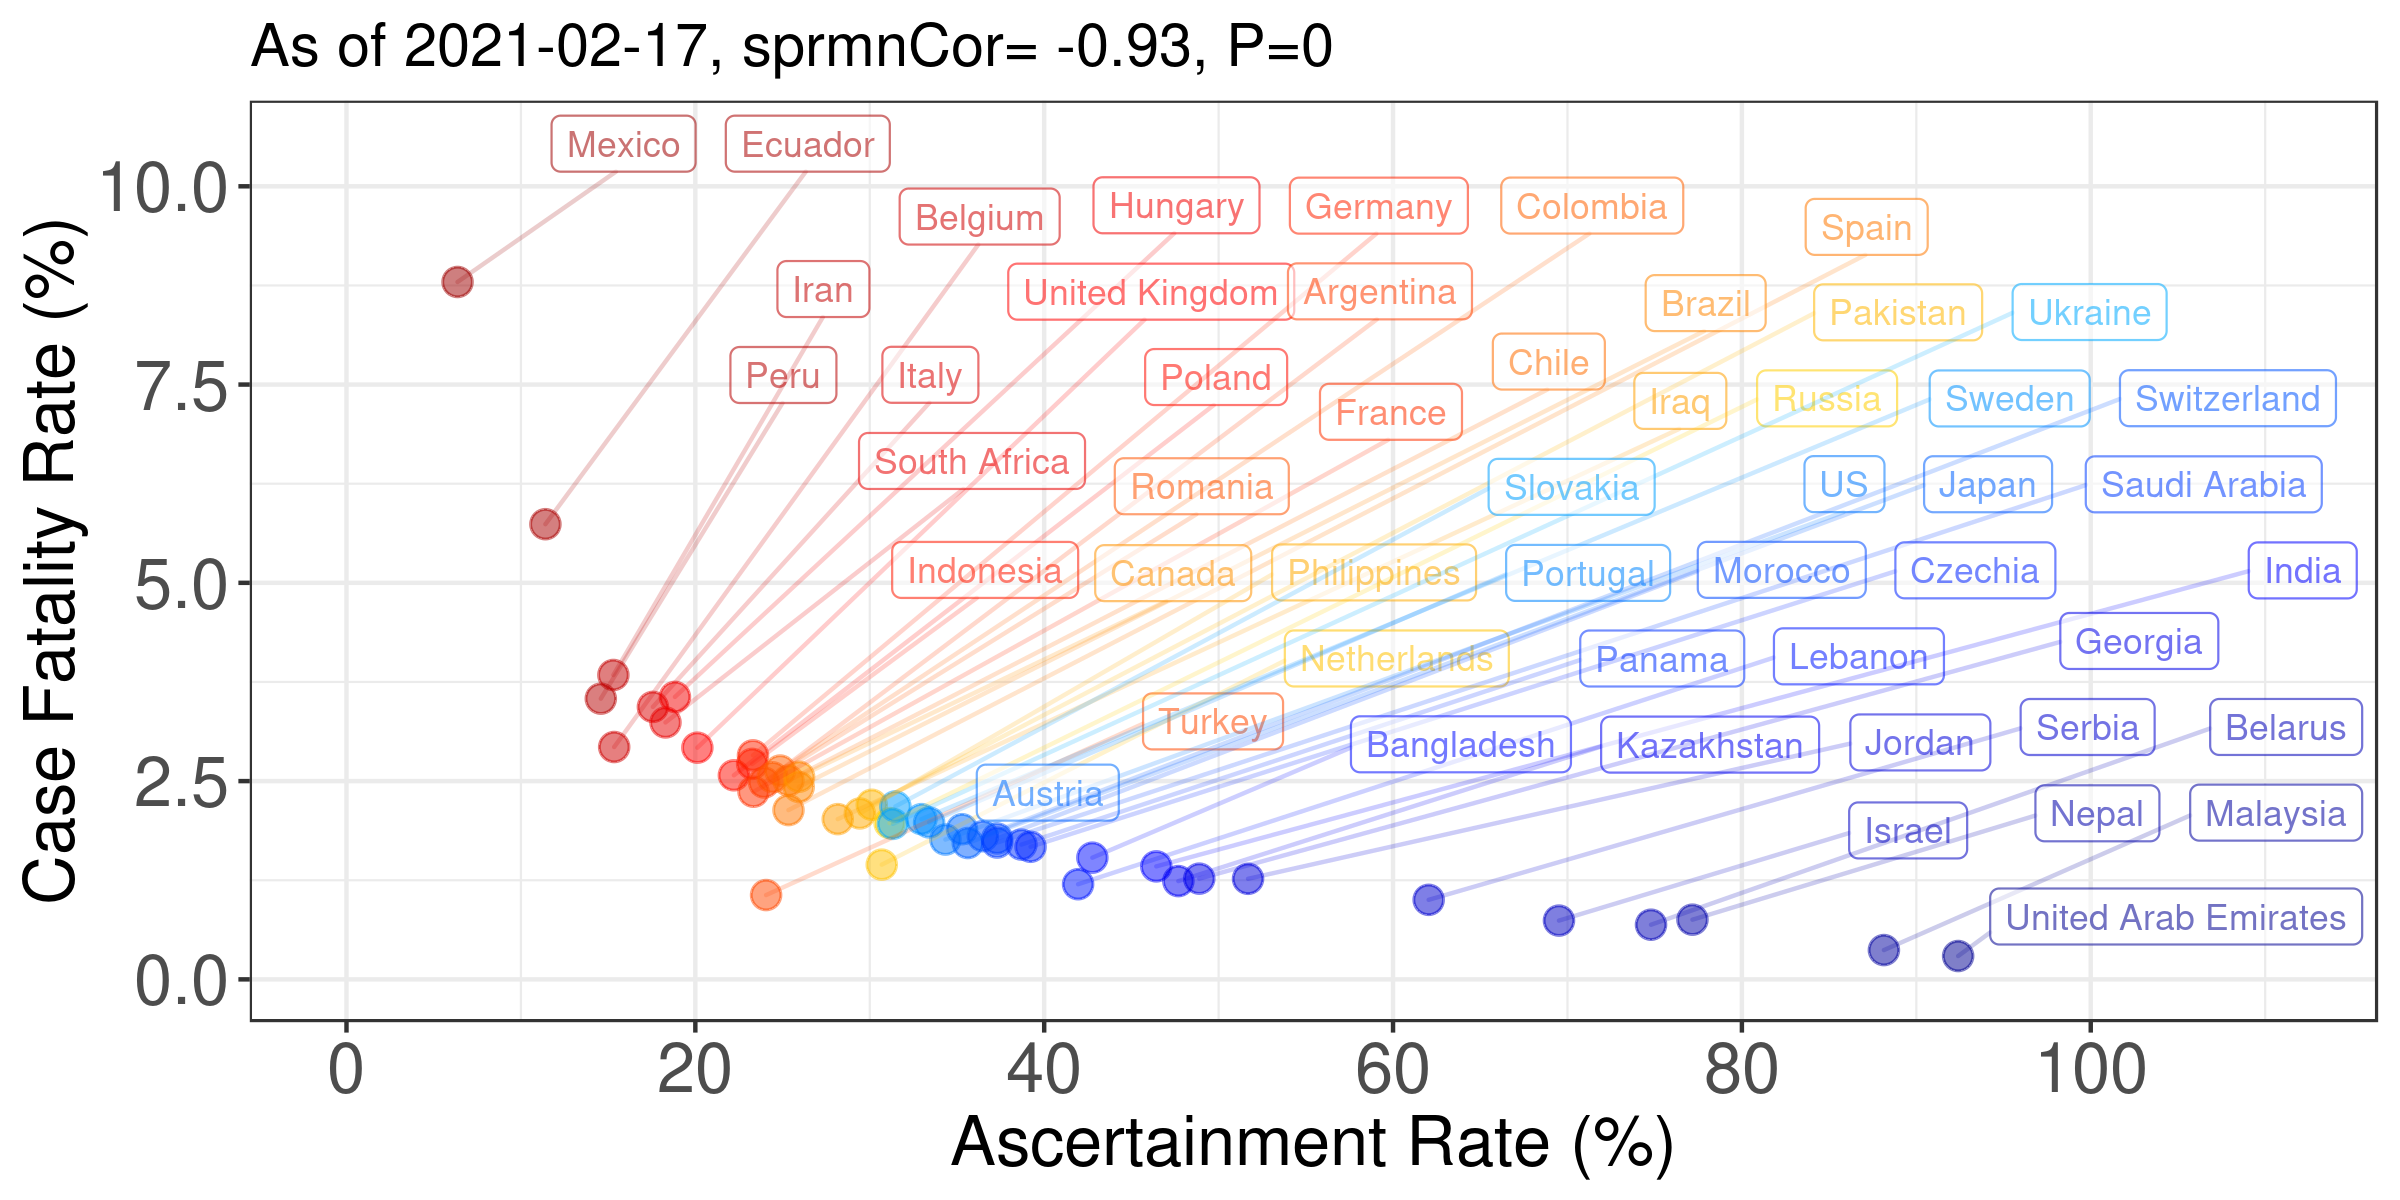 As of 2021-02-17, sprmnCor= -0.93, P=0
Case Fatality Rate (%)
10.0
7.5
5.0
2.5
0.0
Mexico
Ecuador
Belgium
Hungary
Germany
Colombia
Spain
Iran
United Kingdom
Argentina
Brazil
Pakistan
Ukraine
Peru
Italy
Poland
Chile
France
Iraq
Russia
Sweden
Switzerland
South Africa
Romania
Slovakia
US
Japan
Saudi Arabia
Indonesia
Canada
Philippines
Portugal
Morocco
Czechia
India
Netherlands
Panama
Lebanon
Georgia
Turkey
Bangladesh
Kazakhstan
Jordan
Serbia
Belarus
Austria
Israel
Nepal
Malaysia
United Arab Emirates
0
20
40
60
80
100
Ascertainment Rate (%)